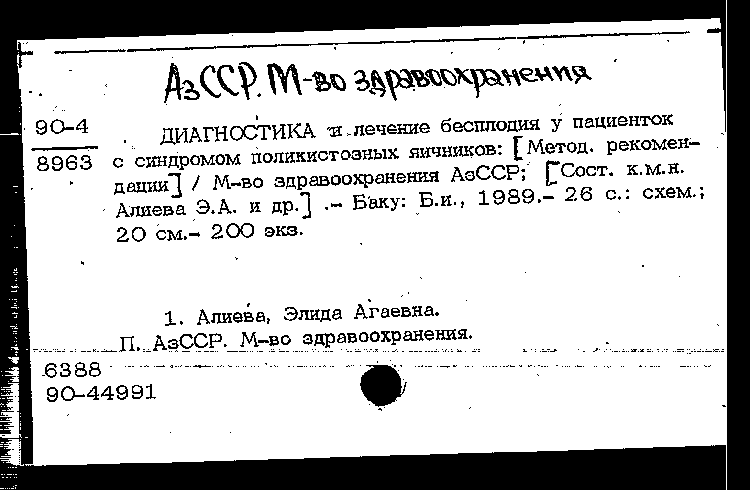 АзССР. М-во здравоохранения
90-4
8963
ДИАГНОСТИКА и лечение бесплодия у пациенток
с синдромом поликистозных яичников: [Метод. рекомен-
дации] / М-во здравоохранения АзССР; [Сост. к.м.н.
Алиева Э.А. и др.] .- Баку: Б.и., 1989.- 26 с.: схем.;
20 см.- 200 экз.
1. Алиева, Элида Агаевна.
П. АзССР. М-во здравоохранения.
6388
90-44991